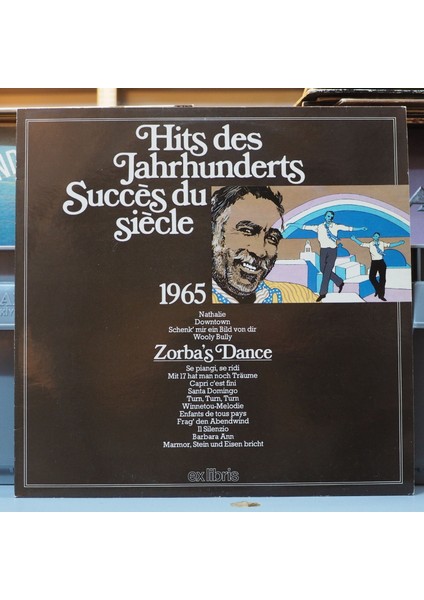 Hits des
Jahrhunderts
Succès du
siècle
1965
Nathalie
Downtown
Schenk' mir ein Bild von dir
Wooly Bully
Zorba's Dance
Se piangi, se ridi
Mit 17 hat man noch Träume
Capri c'est fini
Santa Domingo
Turn, Turn, Turn
Winnetou-Melodie
Enfants de tous pays
Frag' den Abendwind
Il Silenzio
Barbara Ann
Marmor, Stein und Eisen bricht
ex libris